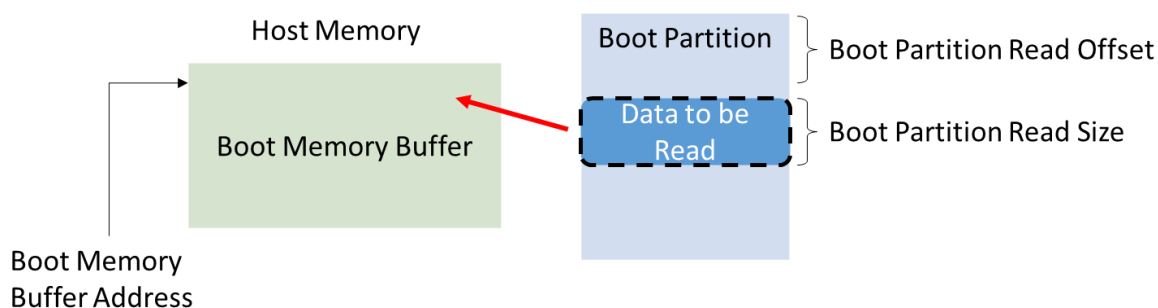 Host Memory
Boot Partition
Boot Partition Read Offset
Data to be
Read
Boot Partition Read Size
Boot Memory Buffer
Boot Memory
Buffer Address